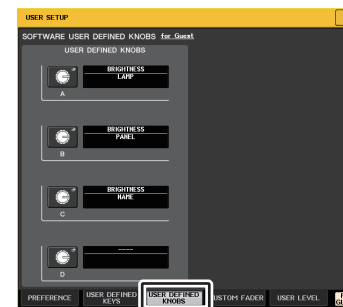 USER SETUP
SOFTWARE USER DEFINED KNOBS for Guest
USER DEFINED KNOBS
BRIGHTNESS
LAMP
A
BRIGHTNESS
PANEL
B
BRIGHTNESS
NAME
C
----
D
PREFERENCE
USER DEFINED
KEYS
USER DEFINED
KNOBS
USTOM FADER
USER LEVEL